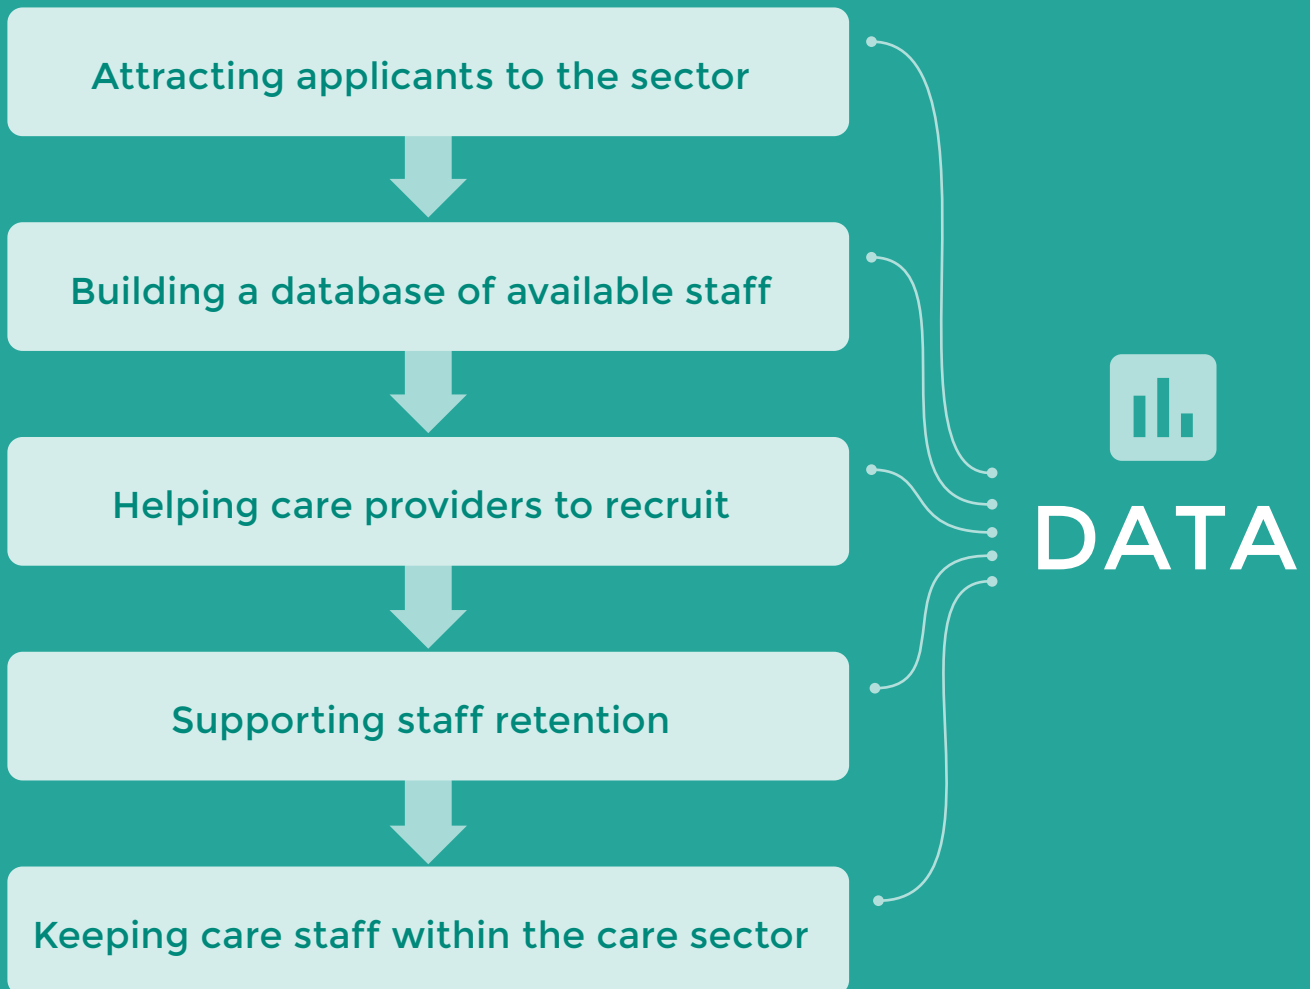 Attracting applicants to the sector
Building a database of available staff
Helping care providers to recruit
Supporting staff retention
Keeping care staff within the care sector
DATA